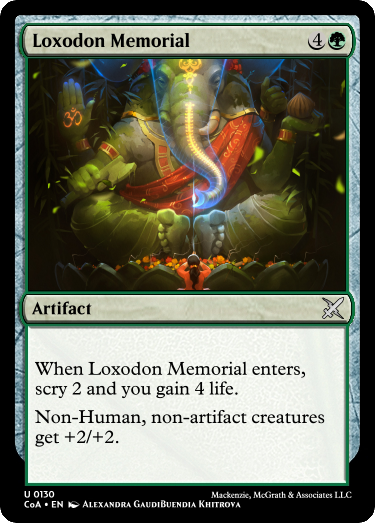 Loxodon Memorial 4
ॐ
Artifact
When Loxodon Memorial enters,
scry 2 and you gain 4 life.
Non-Human, non-artifact creatures
get +2/+2.
U 0130
Mackenzie, McGrath & Associates LLC
CoA • EN Alexandra GaudiBuendia Khitrova